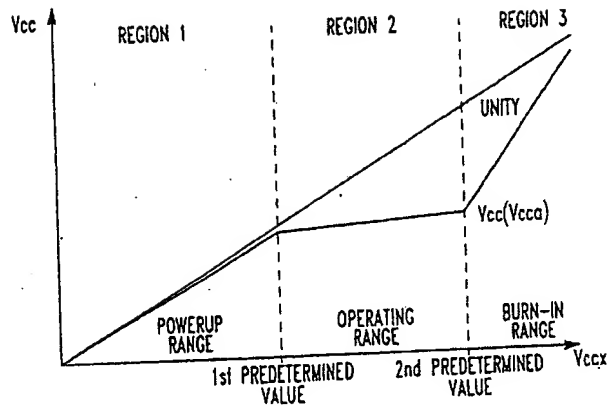 Vcc
REGION 1
REGION 2
REGION 3
UNITY
Vcc(Vcca)
POWERUP
RANGE
OPERATING
RANGE
BURN-IN
RANGE
Vccx
1st PREDETERMINED
VALUE
2nd PREDETERMINED
VALUE